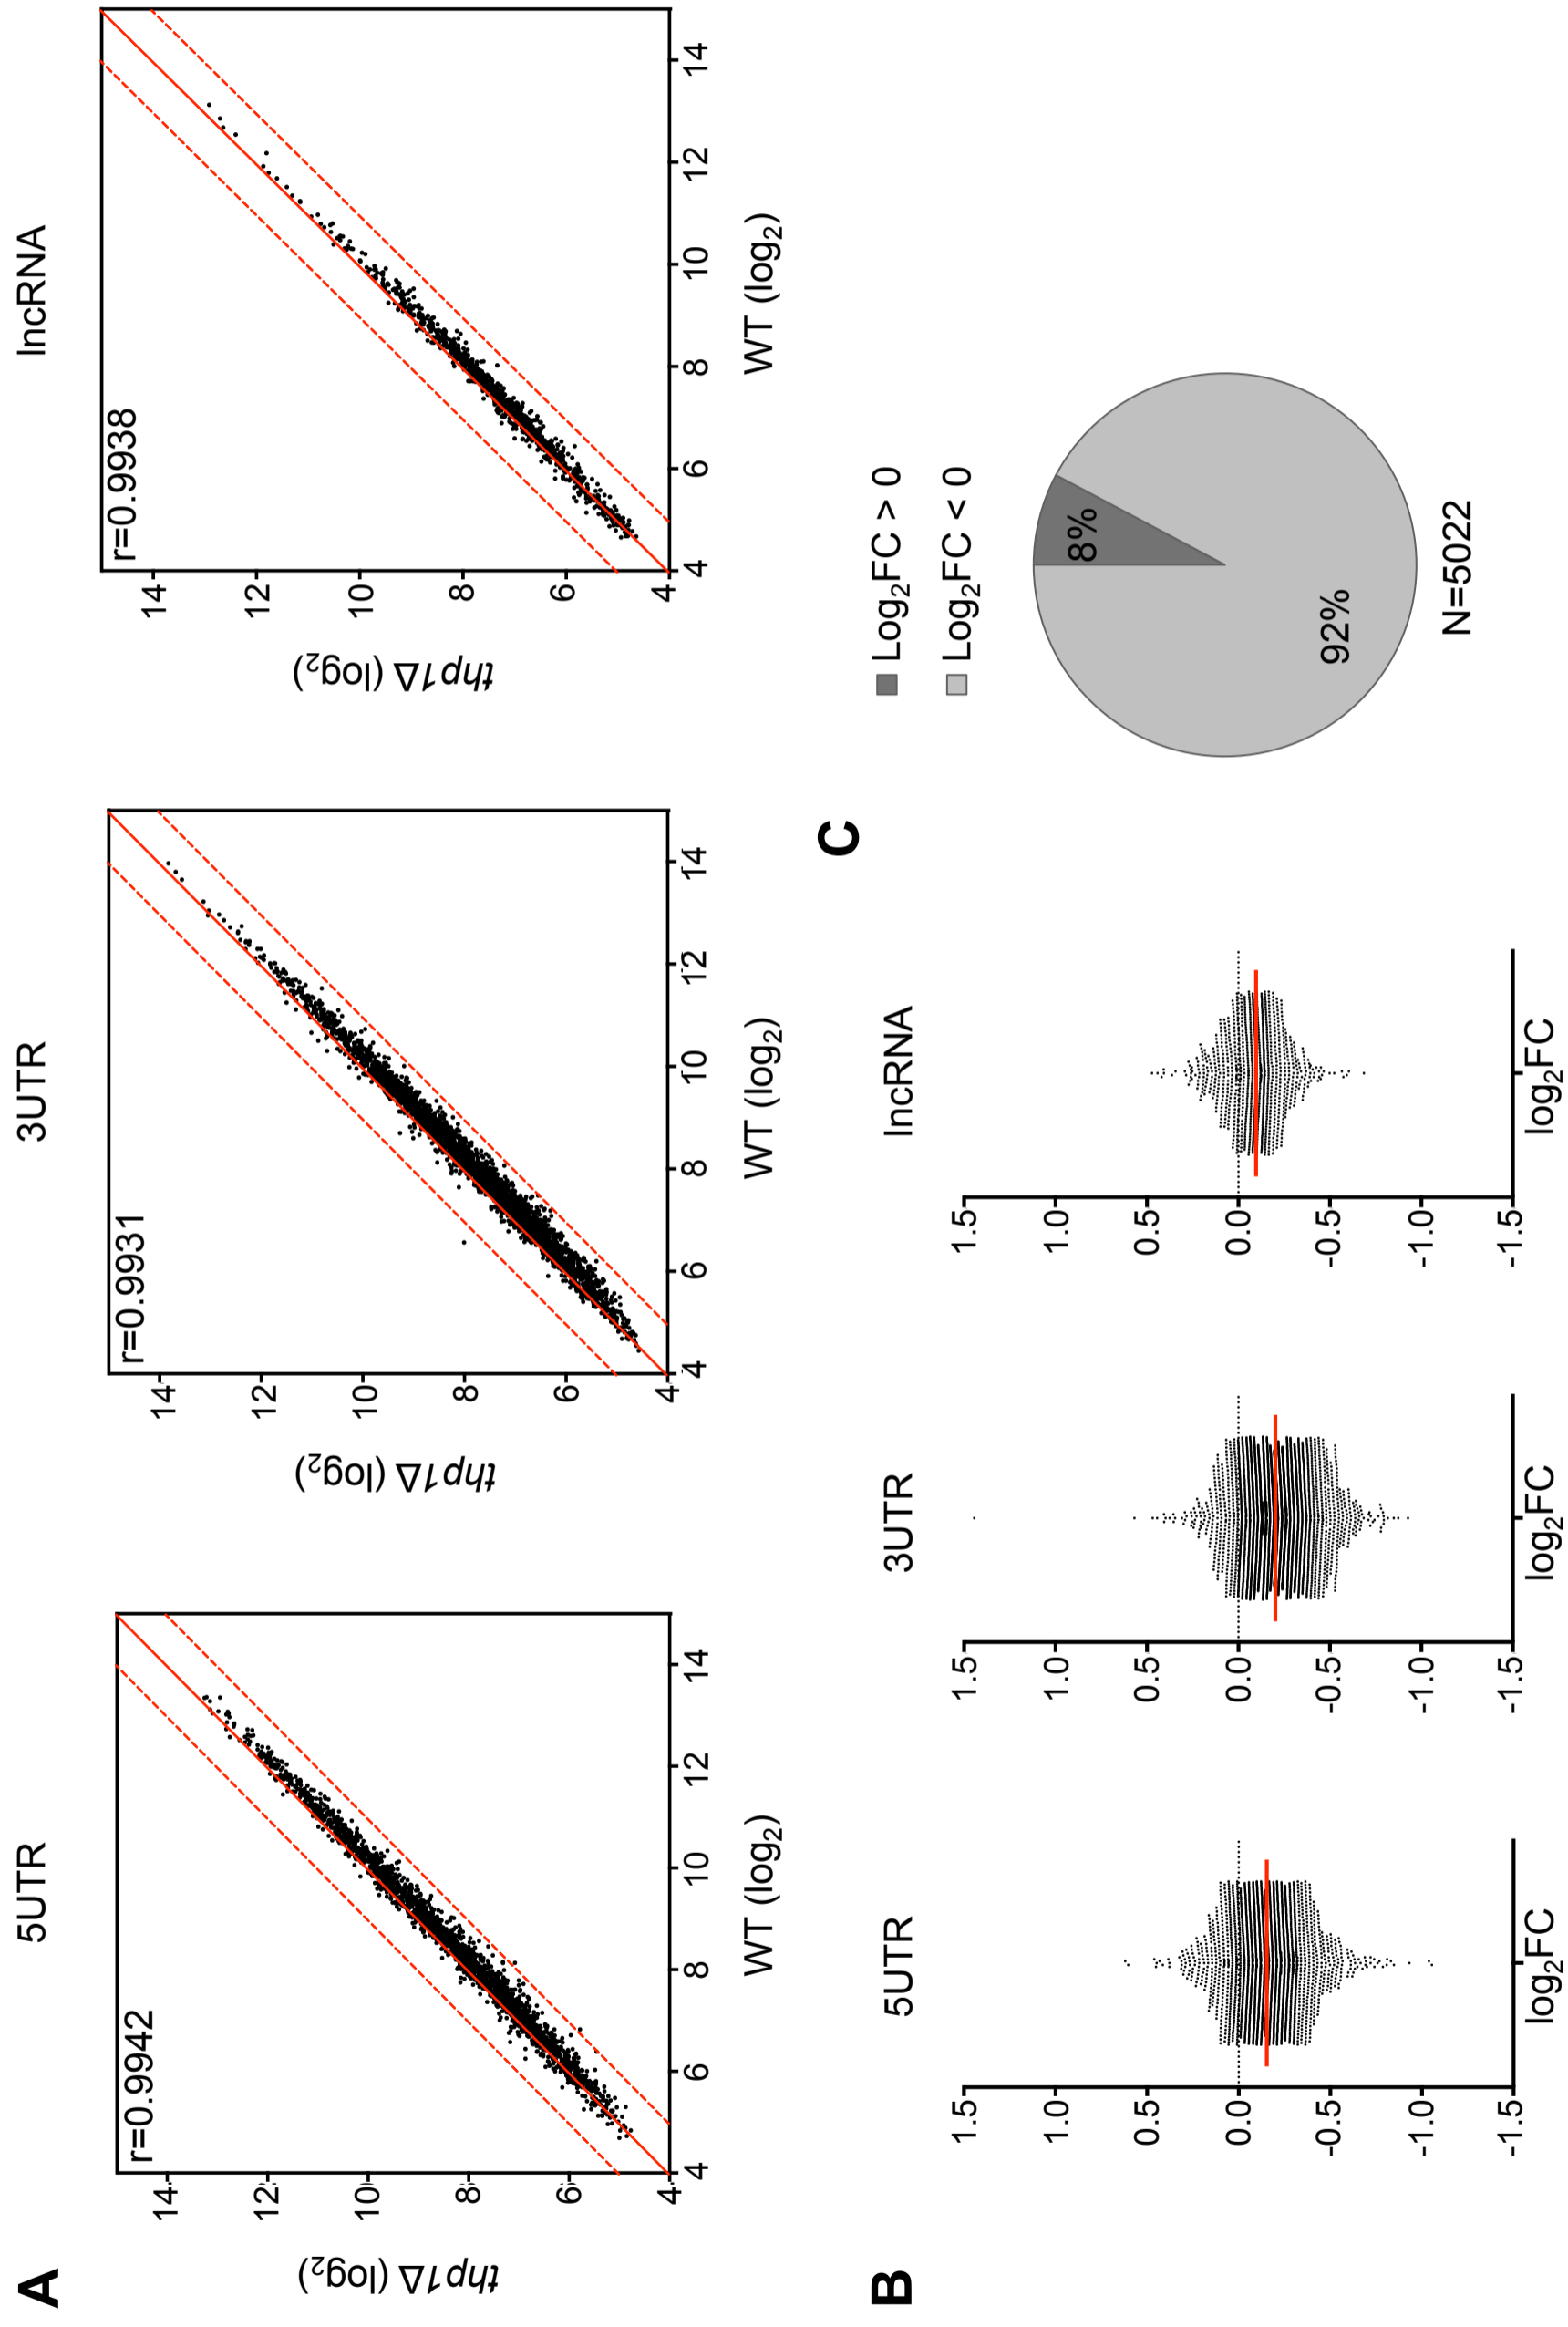 A
5UTR
r=0.9942
14
12
10
8
6
4
thp1Δ (log2)
4
6
8
10
12
14
WT (log2)
3UTR
r=0.9931
14
12
10
8
6
4
thp1Δ (log2)
4
6
8
10
12
14
WT (log2)
lncRNA
r=0.9938
14
12
10
8
6
4
thp1Δ (log2)
4
6
8
10
12
14
WT (log2)
B
5UTR
1.5
1.0
0.5
0.0
-0.5
-1.0
-1.5
log2FC
3UTR
1.5
1.0
0.5
0.0
-0.5
-1.0
-1.5
log2FC
lncRNA
1.5
1.0
0.5
0.0
-0.5
-1.0
-1.5
log2FC
C
Log2FC > 0
Log2FC < 0
8%
92%
N=5022